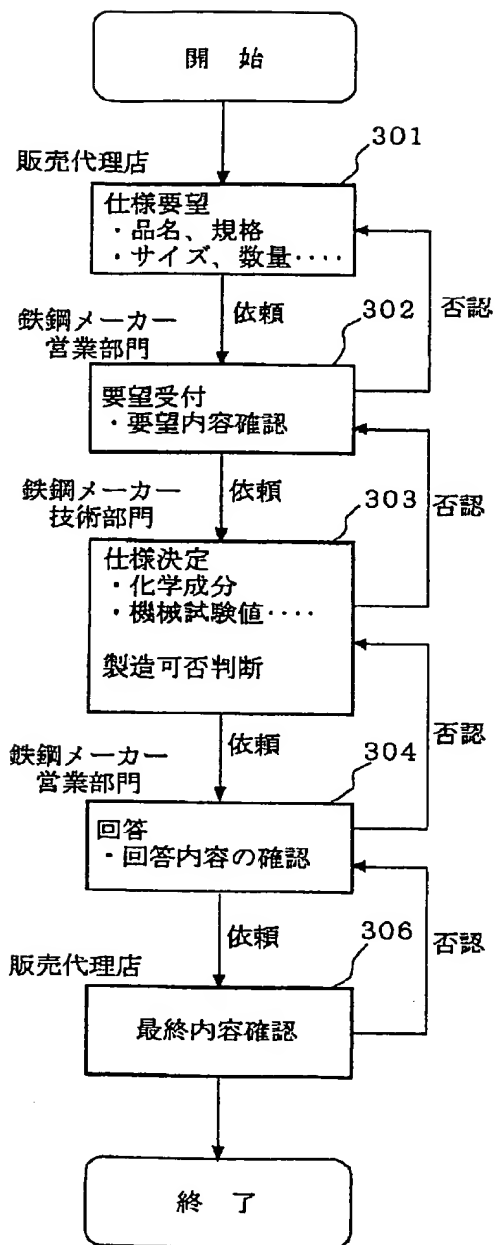 開 始
販売代理店
301
仕様要望
・品名、規格
・サイズ、数量‥‥
鉄鋼メーカー
営業部門
依頼
302
否認
要望受付
・要望内容確認
鉄鋼メーカー
技術部門
依頼
303
否認
仕様決定
・化学成分
・機械試験値‥‥
製造可否判断
鉄鋼メーカー
営業部門
依頼
304
否認
回答
・回答内容の確認
販売代理店
依頼
306
否認
最終内容確認
終 了